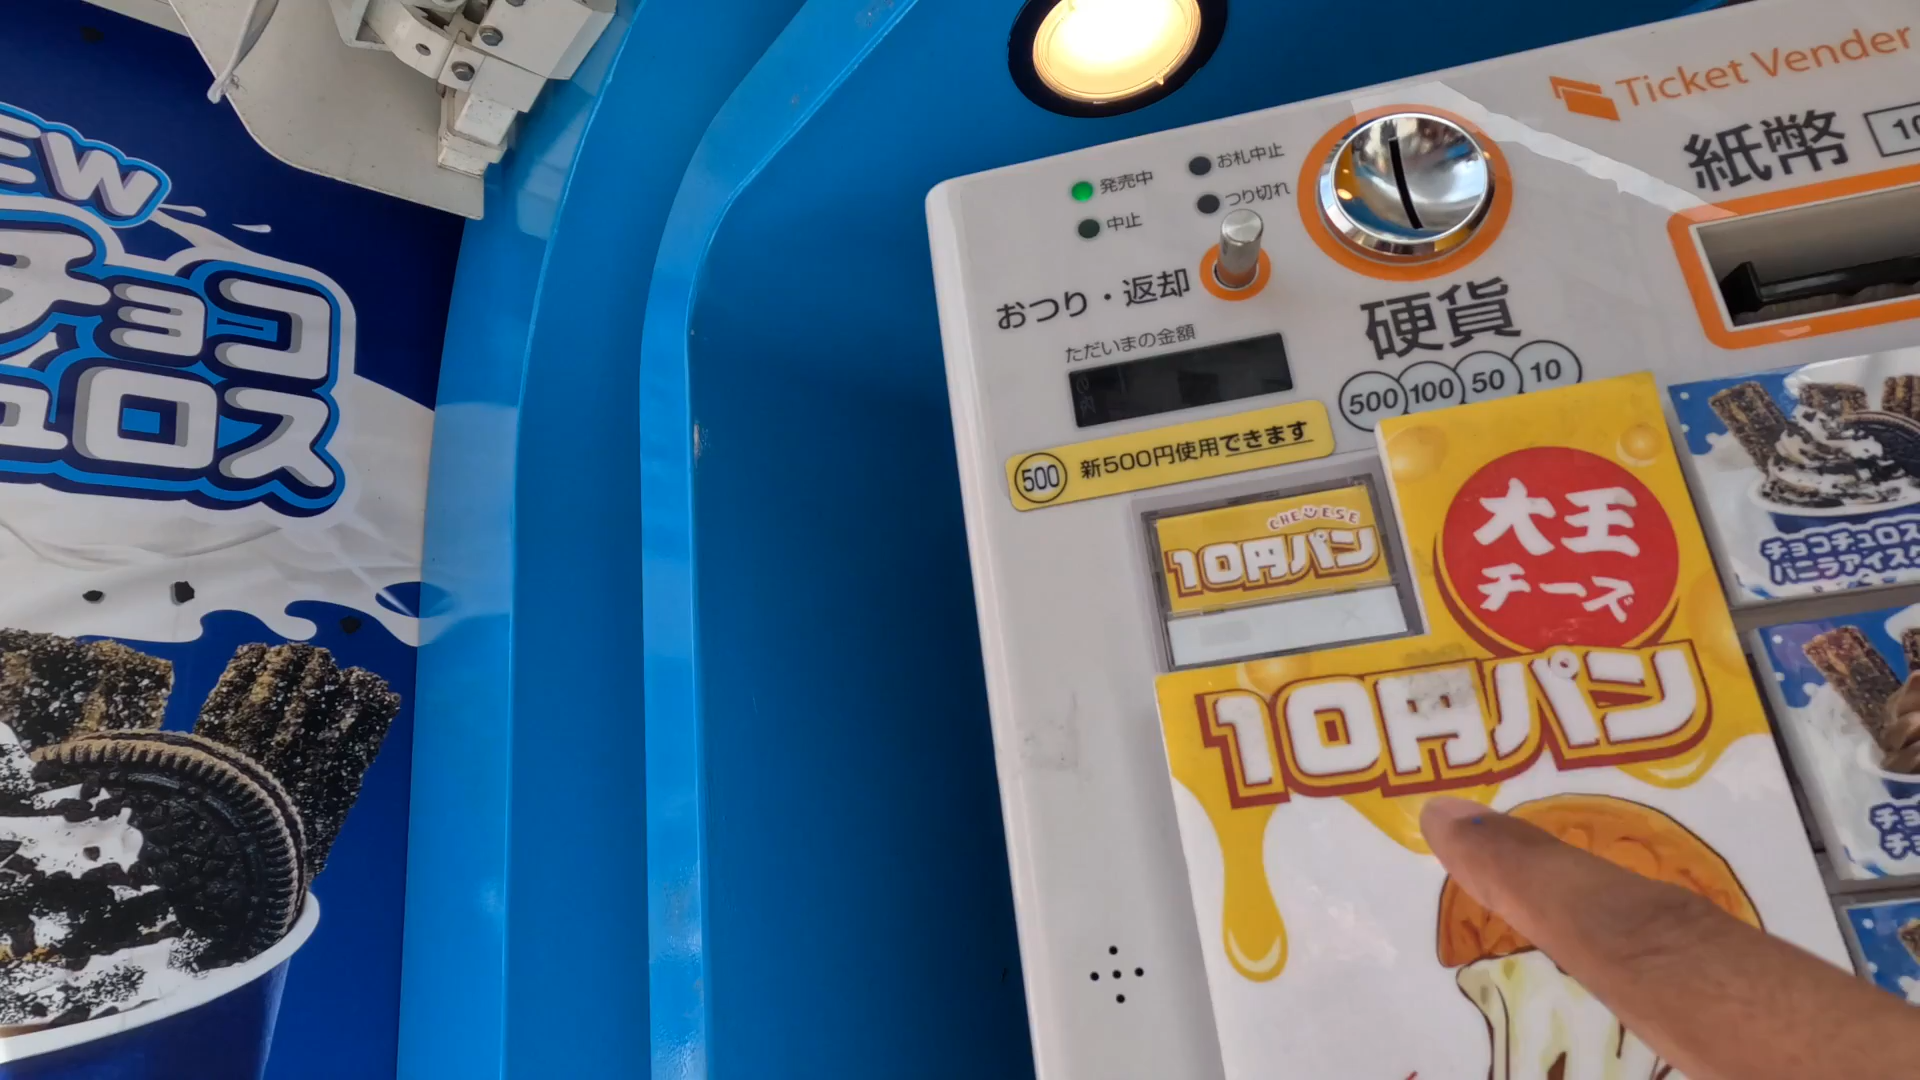 チョコ
ュロス
Ticket Vender
紙幣
発売中
お札中止
中止
つり切れ
おつり・返却
ただいまの金額
硬貨
500 100 50 10
500 新500円使用できます
CHEESE
10円パン
大王
チーズ
10円パン
チョコチュロス
バニラアイス